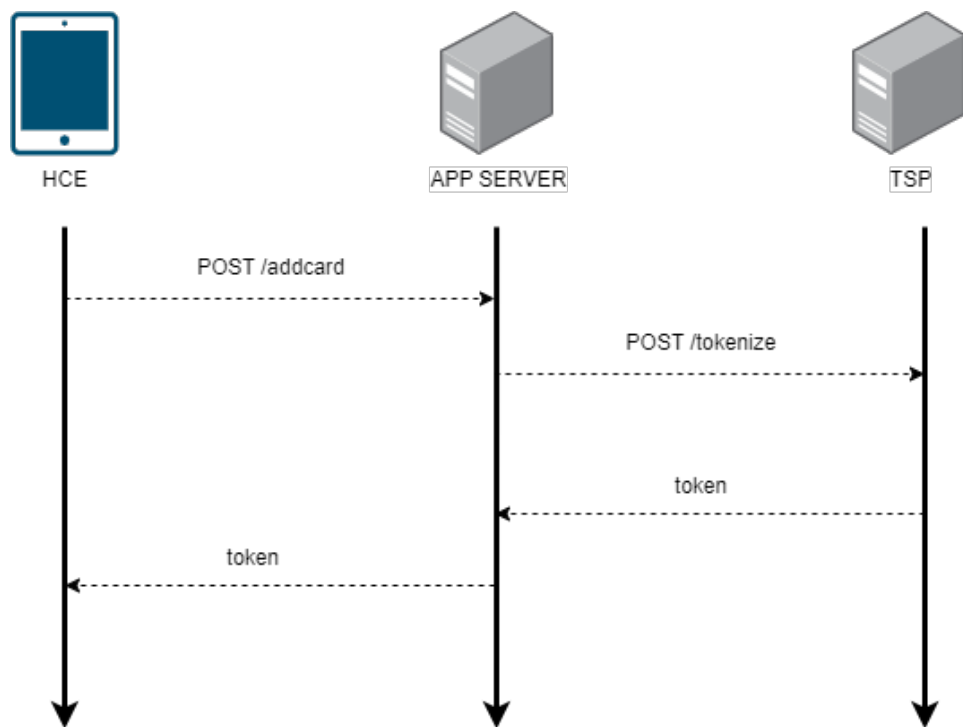 HCE
APP SERVER
TSP
POST /addcard
POST /tokenize
token
token